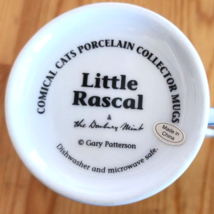 COMICAL CATS PORCELAIN COLLECTOR MUGS
Little
Rascal
&
the Danbury Mint
© Gary Patterson
Dishwasher and microwave safe.
Made in
China